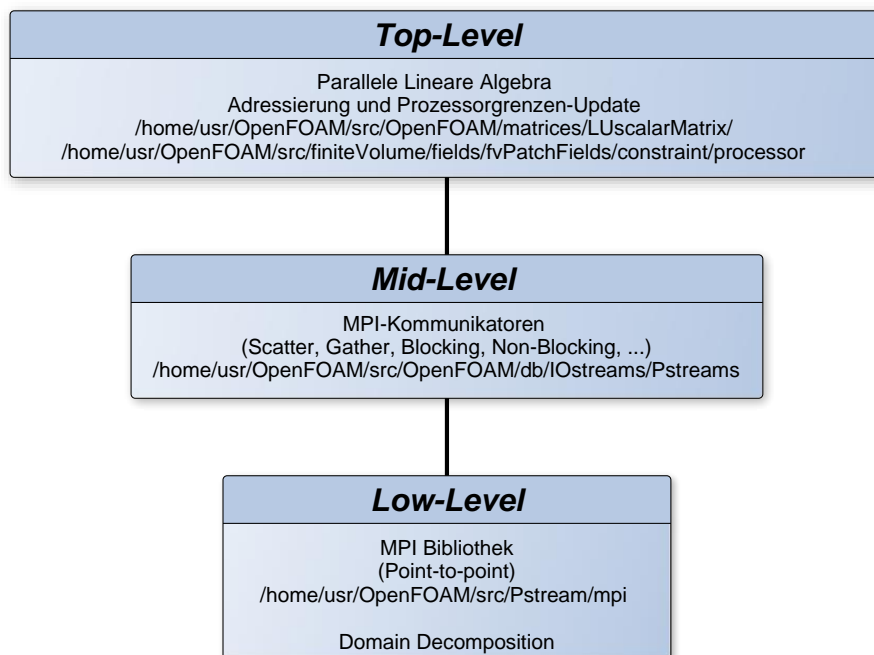 Top-Level
Parallele Lineare Algebra
Adressierung und Prozessorgrenzen-Update
/home/usr/OpenFOAM/src/OpenFOAM/matrices/LUscalarMatrix/
/home/usr/OpenFOAM/src/finiteVolume/fields/fvPatchFields/constraint/processor
Mid-Level
MPI-Kommunikatoren
(Scatter, Gather, Blocking, Non-Blocking, ...)
/home/usr/OpenFOAM/src/OpenFOAM/db/IOstreams/Pstreams
Low-Level
MPI Bibliothek
(Point-to-point)
/home/usr/OpenFOAM/src/Pstream/mpi
Domain Decomposition